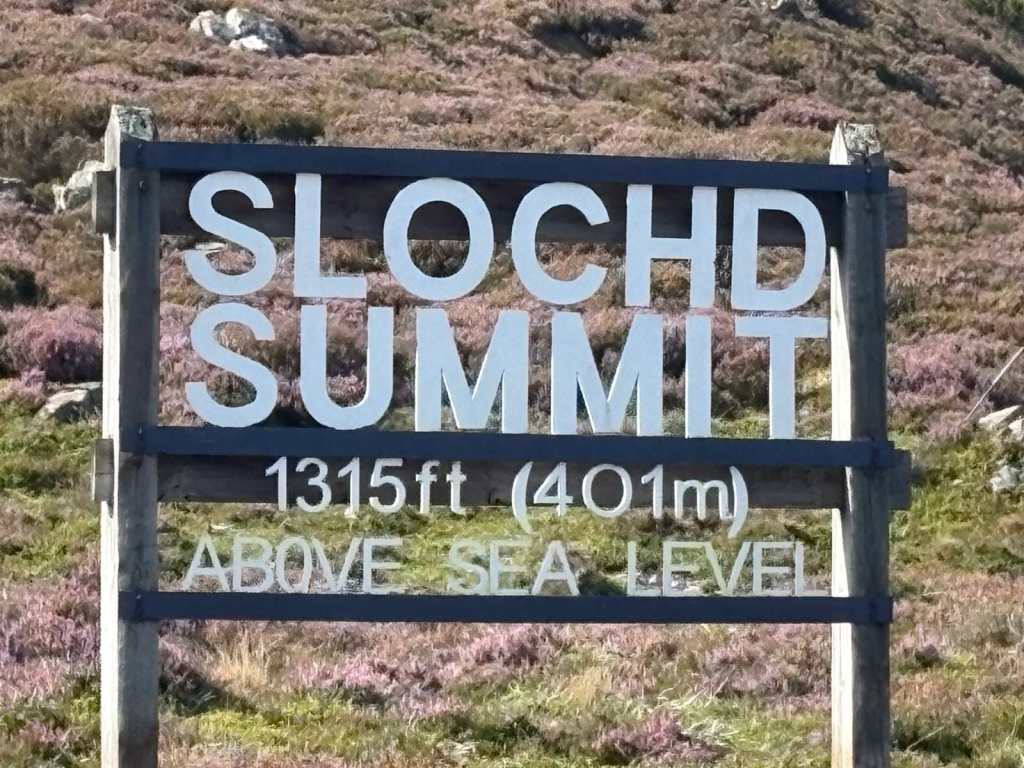 SLOCHD
SUMMIT
1315ft (401m)
ABOVE SEA LEVEL